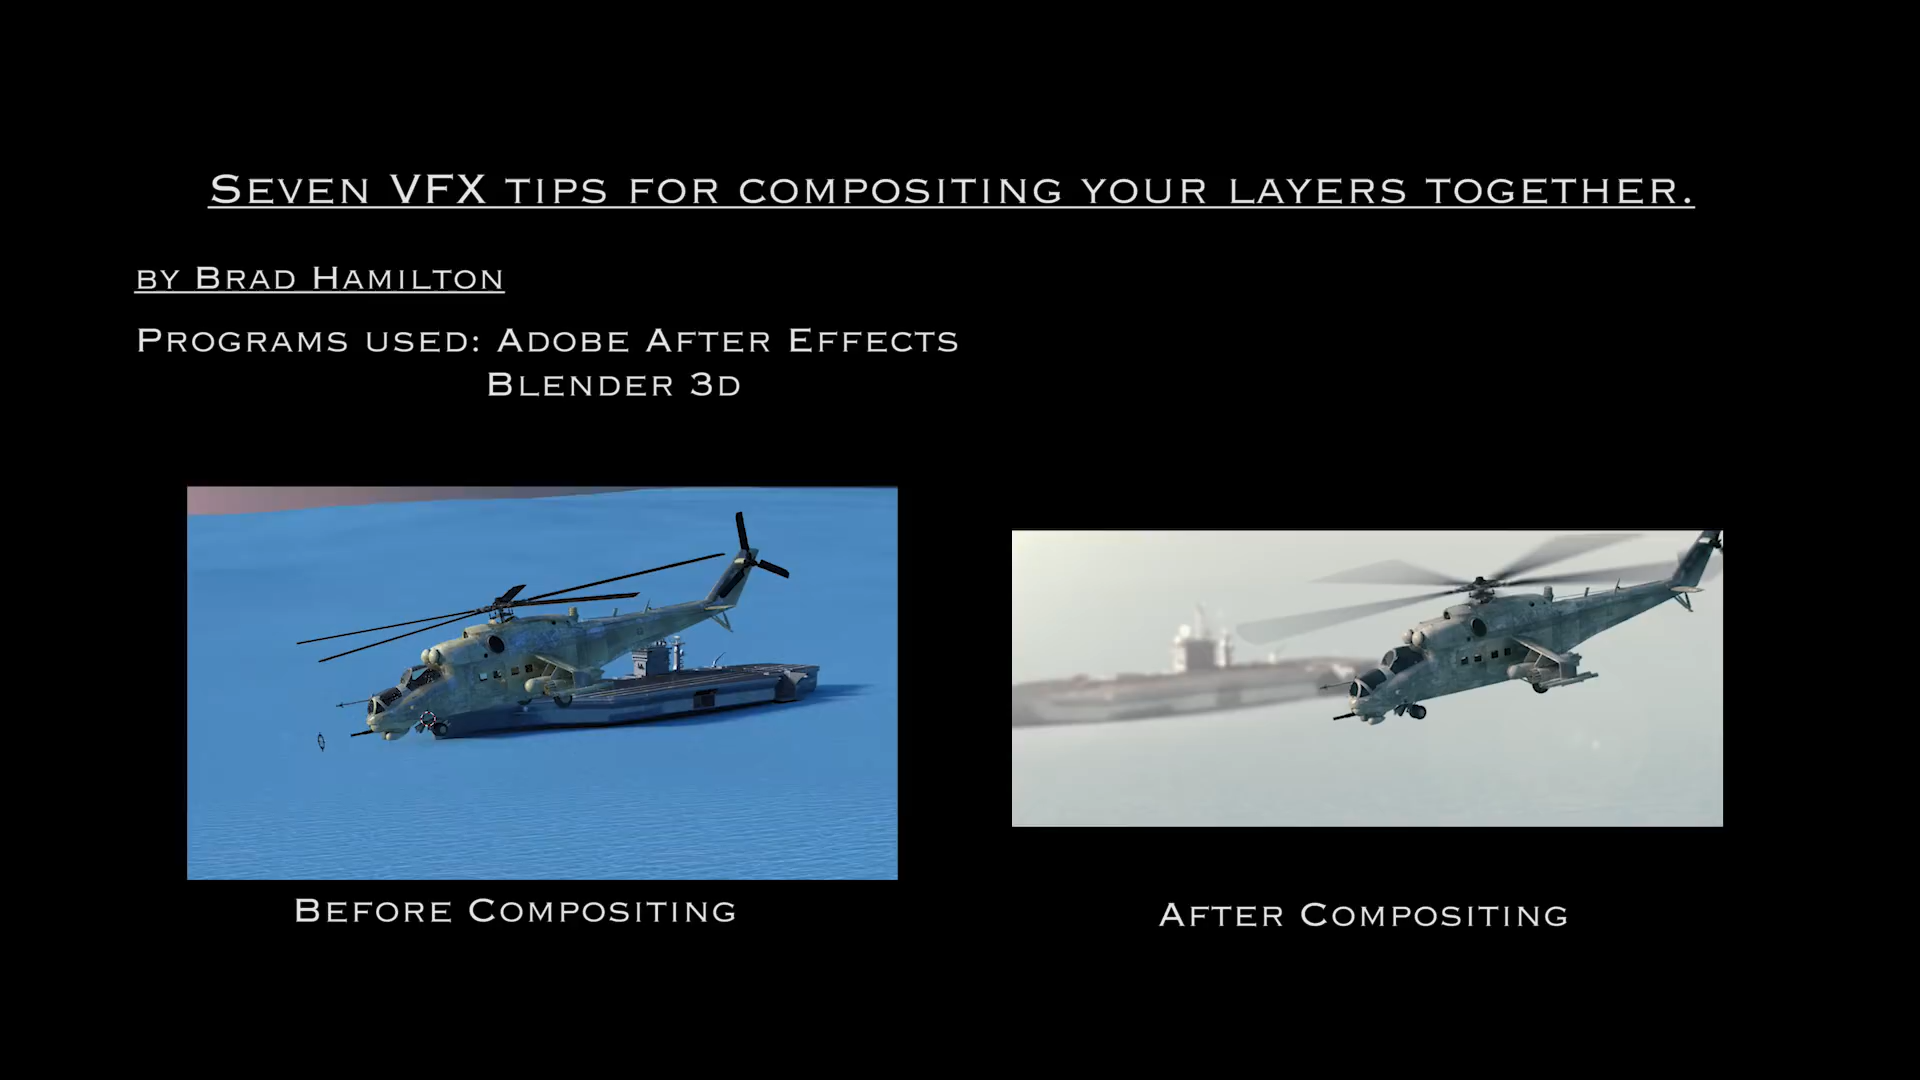 Seven VFX tips for compositing your layers together.
by Brad Hamilton
Programs used: Adobe After Effects
Blender 3d
Before Compositing
After Compositing